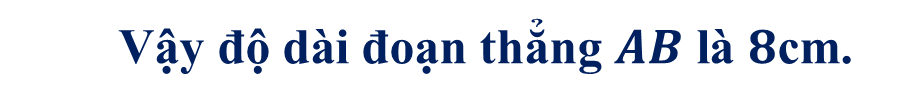 Vậy độ dài đoạn thẳng AB là 8cm.